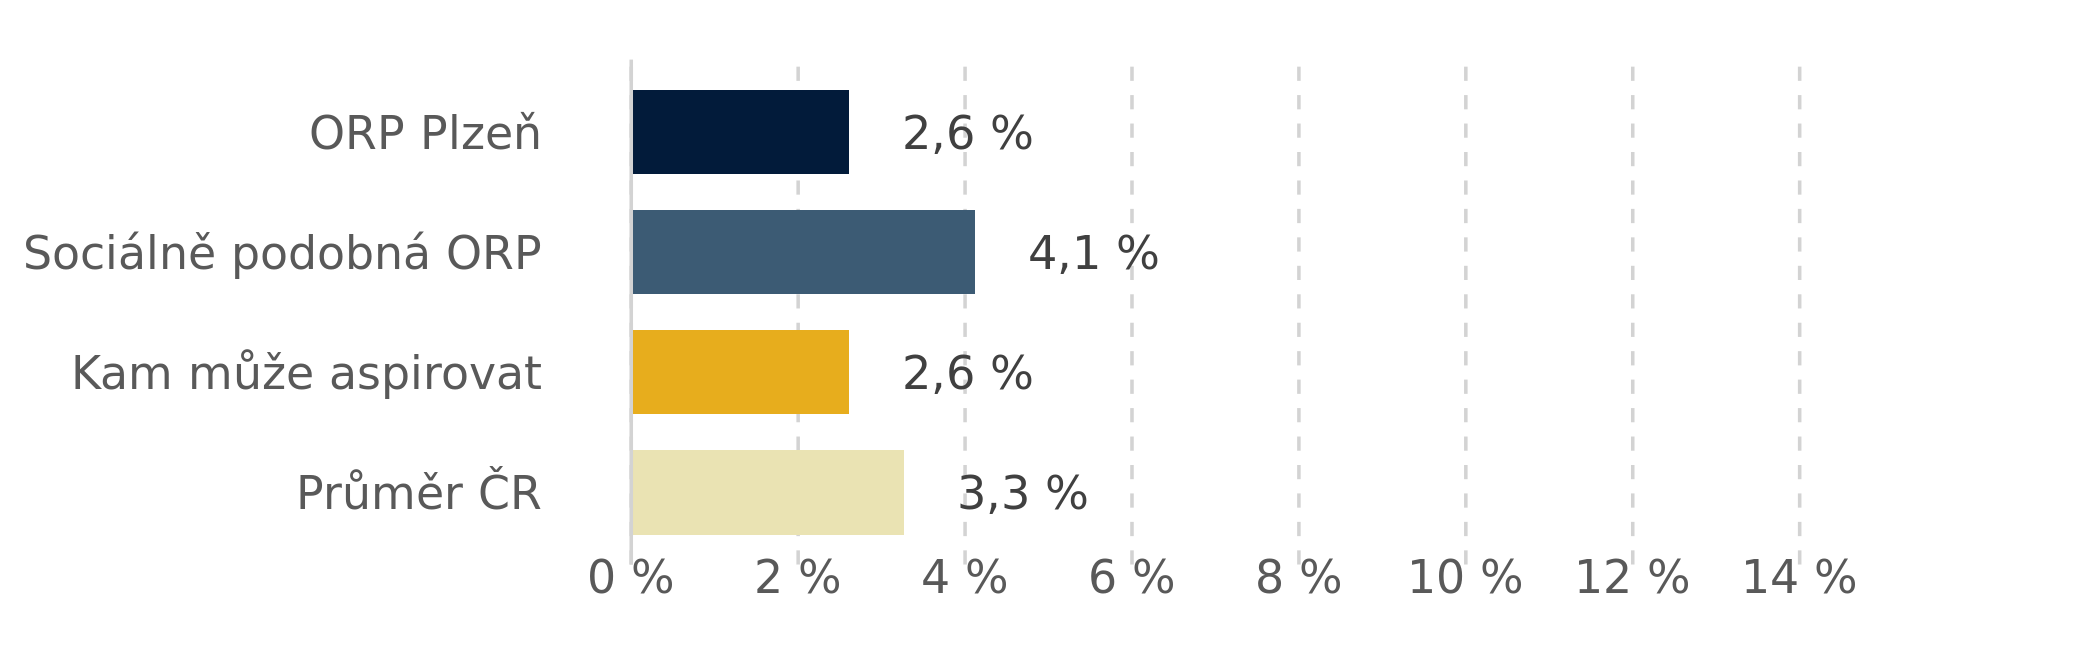 ORP Plzeň 2,6 %
Sociálně podobná ORP 4,1 %
Kam může aspirovat 2,6 %
Průměr ČR 3,3 %
0 % 2 % 4 % 6 % 8 % 10 % 12 % 14 %